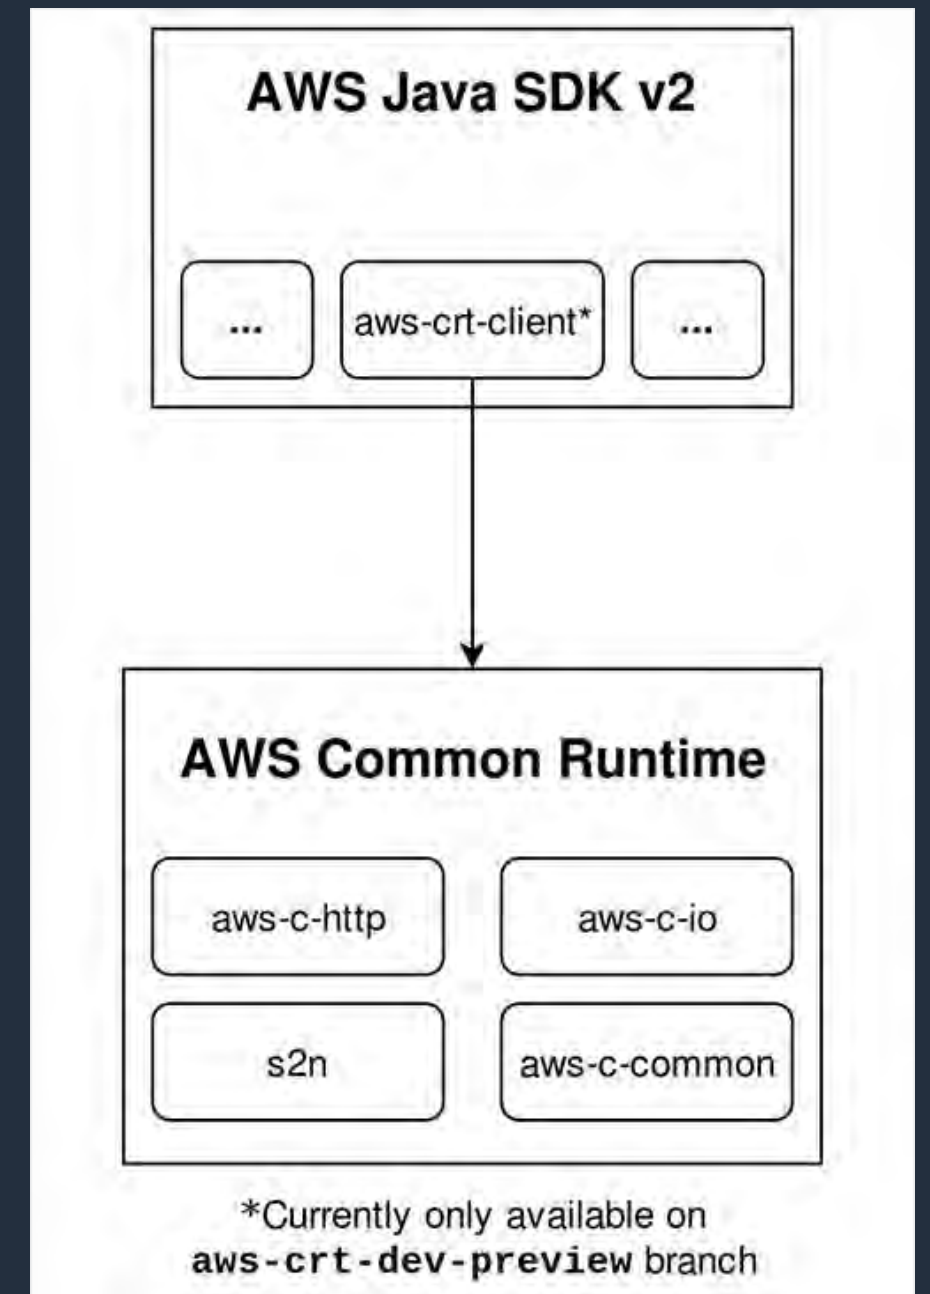 AWS Java SDK v2
...
aws-crt-client*
...
AWS Common Runtime
aws-c-http
aws-c-io
s2n
aws-c-common
*Currently only available on
aws-crt-dev-preview branch